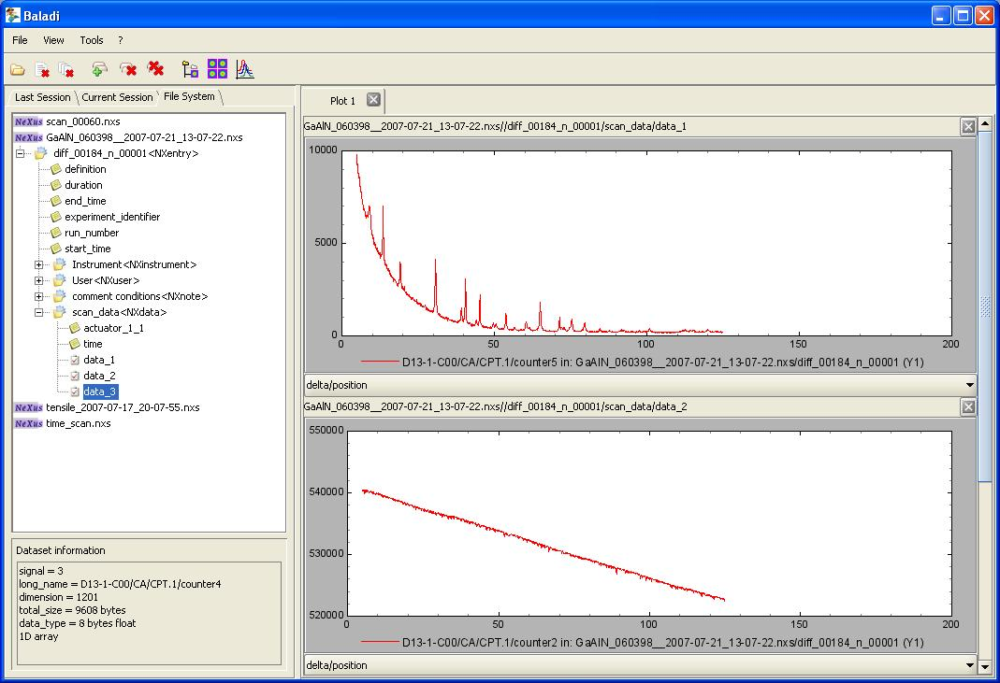 Baladi
File View Tools ?
Last Session Current Session File System
NeXus scan_00060.nxs
NeXus GaAlN_060398__2007-07-21_13-07-22.nxs
diff_00184_n_00001<NXentry>
definition
duration
end_time
experiment_identifier
run_number
start_time
Instrument<NXinstrument>
User<NXuser>
comment conditions<NXnote>
scan_data<NXdata>
actuator_1_1
time
data_1
data_2
data_3
NeXus tensile_2007-07-17_20-07-55.nxs
NeXus time_scan.nxs
Dataset information
signal = 3
long_name = D13-1-C00/CA/CPT.1/counter4
dimension = 1201
total_size = 9608 bytes
data_type = 8 bytes float
1D array
Plot 1
GaAlN_060398__2007-07-21_13-07-22.nxs//diff_00184_n_00001/scan_data/data_1
10000
5000
0
0 50 100 150 200
D13-1-C00/CA/CPT.1/counter5 in: GaAlN_060398__2007-07-21_13-07-22.nxs/diff_00184_n_00001 (Y1)
delta/position
GaAlN_060398__2007-07-21_13-07-22.nxs//diff_00184_n_00001/scan_data/data_2
550000
540000
530000
520000
0 50 100 150 200
D13-1-C00/CA/CPT.1/counter2 in: GaAlN_060398__2007-07-21_13-07-22.nxs/diff_00184_n_00001 (Y1)
delta/position